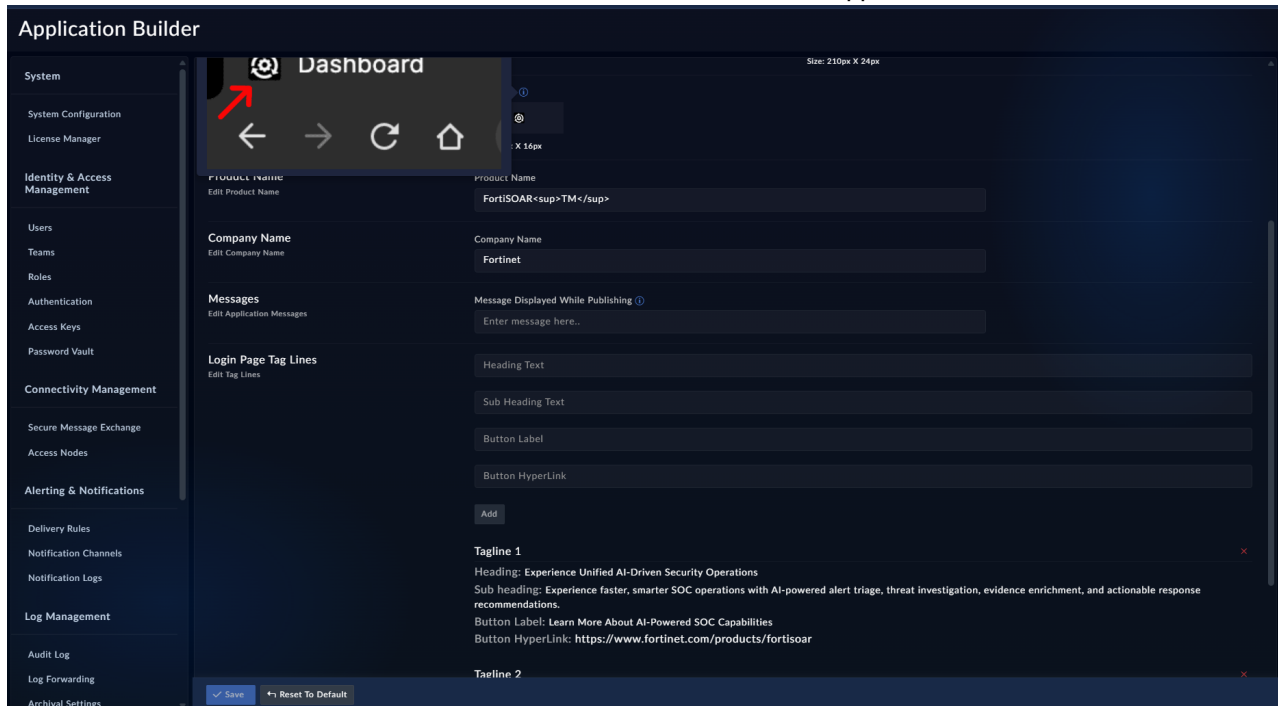 Application Builder
System
System Configuration
License Manager
Identity & Access
Management
Users
Teams
Roles
Authentication
Access Keys
Password Vault
Connectivity Management
Secure Message Exchange
Access Nodes
Alerting & Notifications
Delivery Rules
Notification Channels
Notification Logs
Log Management
Audit Log
Log Forwarding
Archival Settings
Dashboard
Size: 210px X 24px
X 16px
Product Name
Edit Product Name
Product Name
FortiSOAR<sup>TM</sup>
Company Name
Edit Company Name
Company Name
Fortinet
Messages
Edit Application Messages
Message Displayed While Publishing
Enter message here..
Login Page Tag Lines
Edit Tag Lines
Heading Text
Sub Heading Text
Button Label
Button HyperLink
Add
Tagline 1
Heading: Experience Unified AI-Driven Security Operations
Sub heading: Experience faster, smarter SOC operations with AI-powered alert triage, threat investigation, evidence enrichment, and actionable response
recommendations.
Button Label: Learn More About AI-Powered SOC Capabilities
Button HyperLink: https://www.fortinet.com/products/fortisoar
Tagline 2
Save
Reset To Default